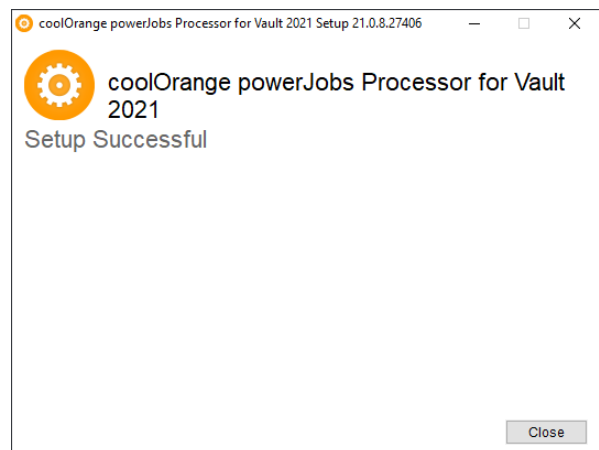 coolOrange powerJobs Processor for Vault 2021 Setup 21.0.8.27406
coolOrange powerJobs Processor for Vault
2021
Setup Successful
Close